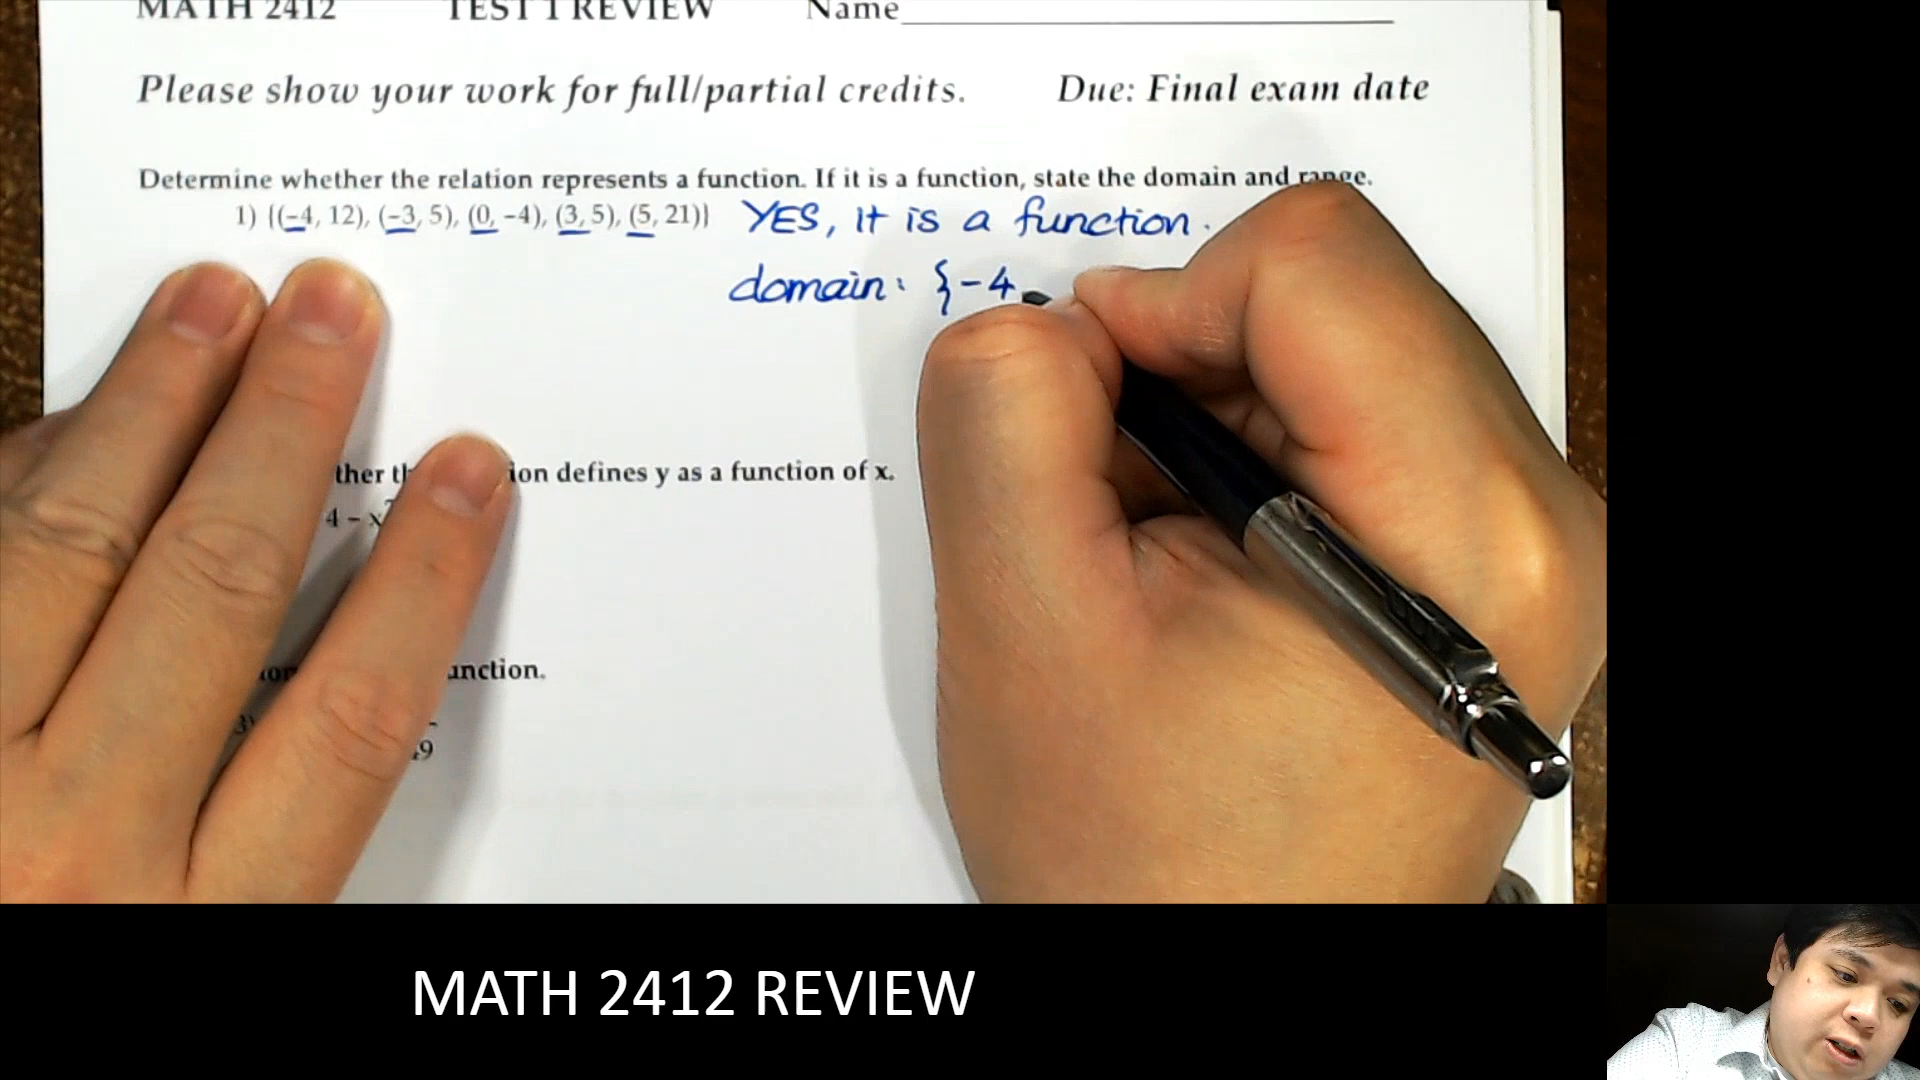 MATH 2412 TEST 1 REVIEW Name
Please show your work for full/partial credits. Due: Final exam date
Determine whether the relation represents a function. If it is a function, state the domain and range.
1) {(-4, 12), (-3, 5), (0, -4), (3, 5), (5, 21)} YES, it is a function.
domain: {-4
ion defines y as a function of x.
4 - x
unction.
3)
49
MATH 2412 REVIEW